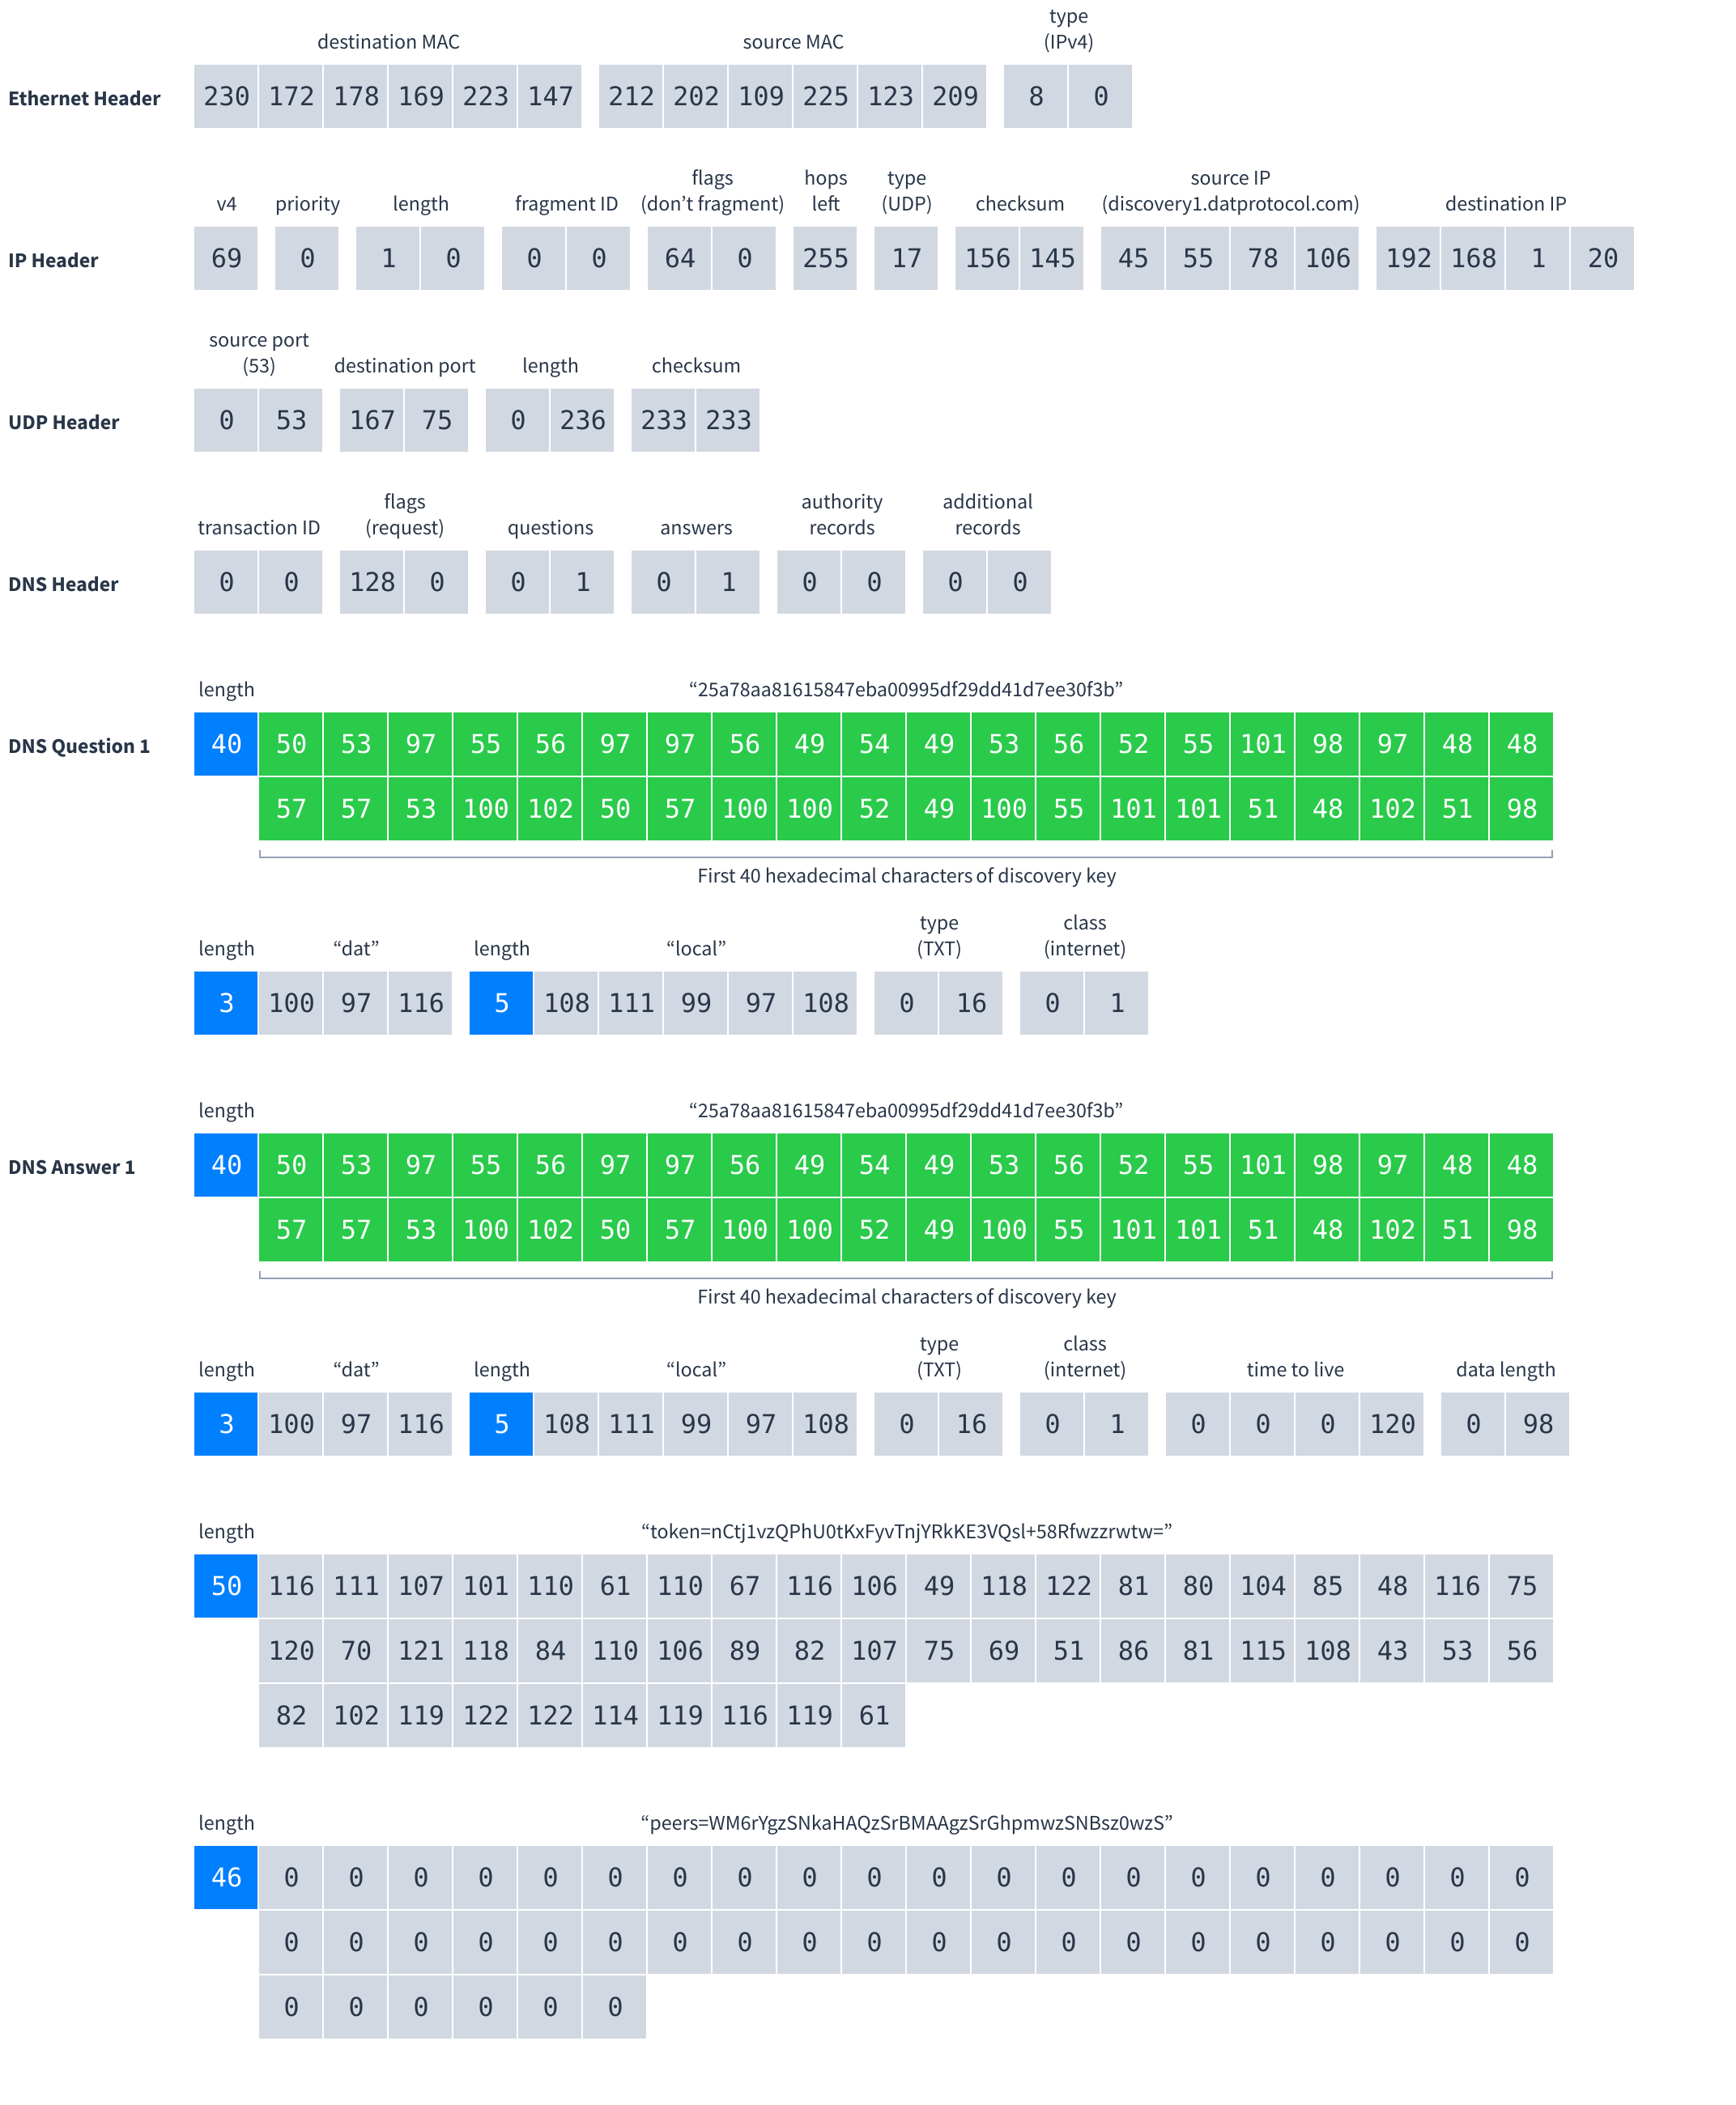 destination MAC source MAC type
(IPv4)
Ethernet Header 230 172 178 169 223 147 212 202 109 225 123 209 8 0
v4 priority length fragment ID flags
(don’t fragment) hops
left type
(UDP) checksum source IP
(discovery1.datprotocol.com) destination IP
IP Header 69 0 1 0 0 0 64 0 255 17 156 145 45 55 78 106 192 168 1 20
source port
(53) destination port length checksum
UDP Header 0 53 167 75 0 236 233 233
transaction ID flags
(request) questions answers authority
records additional
records
DNS Header 0 0 128 0 0 1 0 1 0 0 0 0
length “25a78aa81615847eba00995df29dd41d7ee30f3b”
DNS Question 1 40 50 53 97 55 56 97 97 56 49 54 49 53 56 52 55 101 98 97 48 48
57 57 53 100 102 50 57 100 100 52 49 100 55 101 101 51 48 102 51 98
First 40 hexadecimal characters of discovery key
length “dat” length “local” type
(TXT) class
(internet)
3 100 97 116 5 108 111 99 97 108 0 16 0 1
length “25a78aa81615847eba00995df29dd41d7ee30f3b”
DNS Answer 1 40 50 53 97 55 56 97 97 56 49 54 49 53 56 52 55 101 98 97 48 48
57 57 53 100 102 50 57 100 100 52 49 100 55 101 101 51 48 102 51 98
First 40 hexadecimal characters of discovery key
length “dat” length “local” type
(TXT) class
(internet) time to live data length
3 100 97 116 5 108 111 99 97 108 0 16 0 1 0 0 0 120 0 98
length “token=nCtj1vzQPhU0tKxFyvTnjYRkKE3VQsl+58Rfwzzrwtw=”
50 116 111 107 101 110 61 110 67 116 106 49 118 122 81 80 104 85 48 116 75
120 70 121 118 84 110 106 89 82 107 75 69 51 86 81 115 108 43 53 56
82 102 119 122 122 114 119 116 119 61
length “peers=WM6rYgzSNkaHAQzSrBMAAgzSrGhpmwzSNBsz0wzS”
46 0 0 0 0 0 0 0 0 0 0 0 0 0 0 0 0 0 0 0 0
0 0 0 0 0 0 0 0 0 0 0 0 0 0 0 0 0 0 0 0
0 0 0 0 0 0